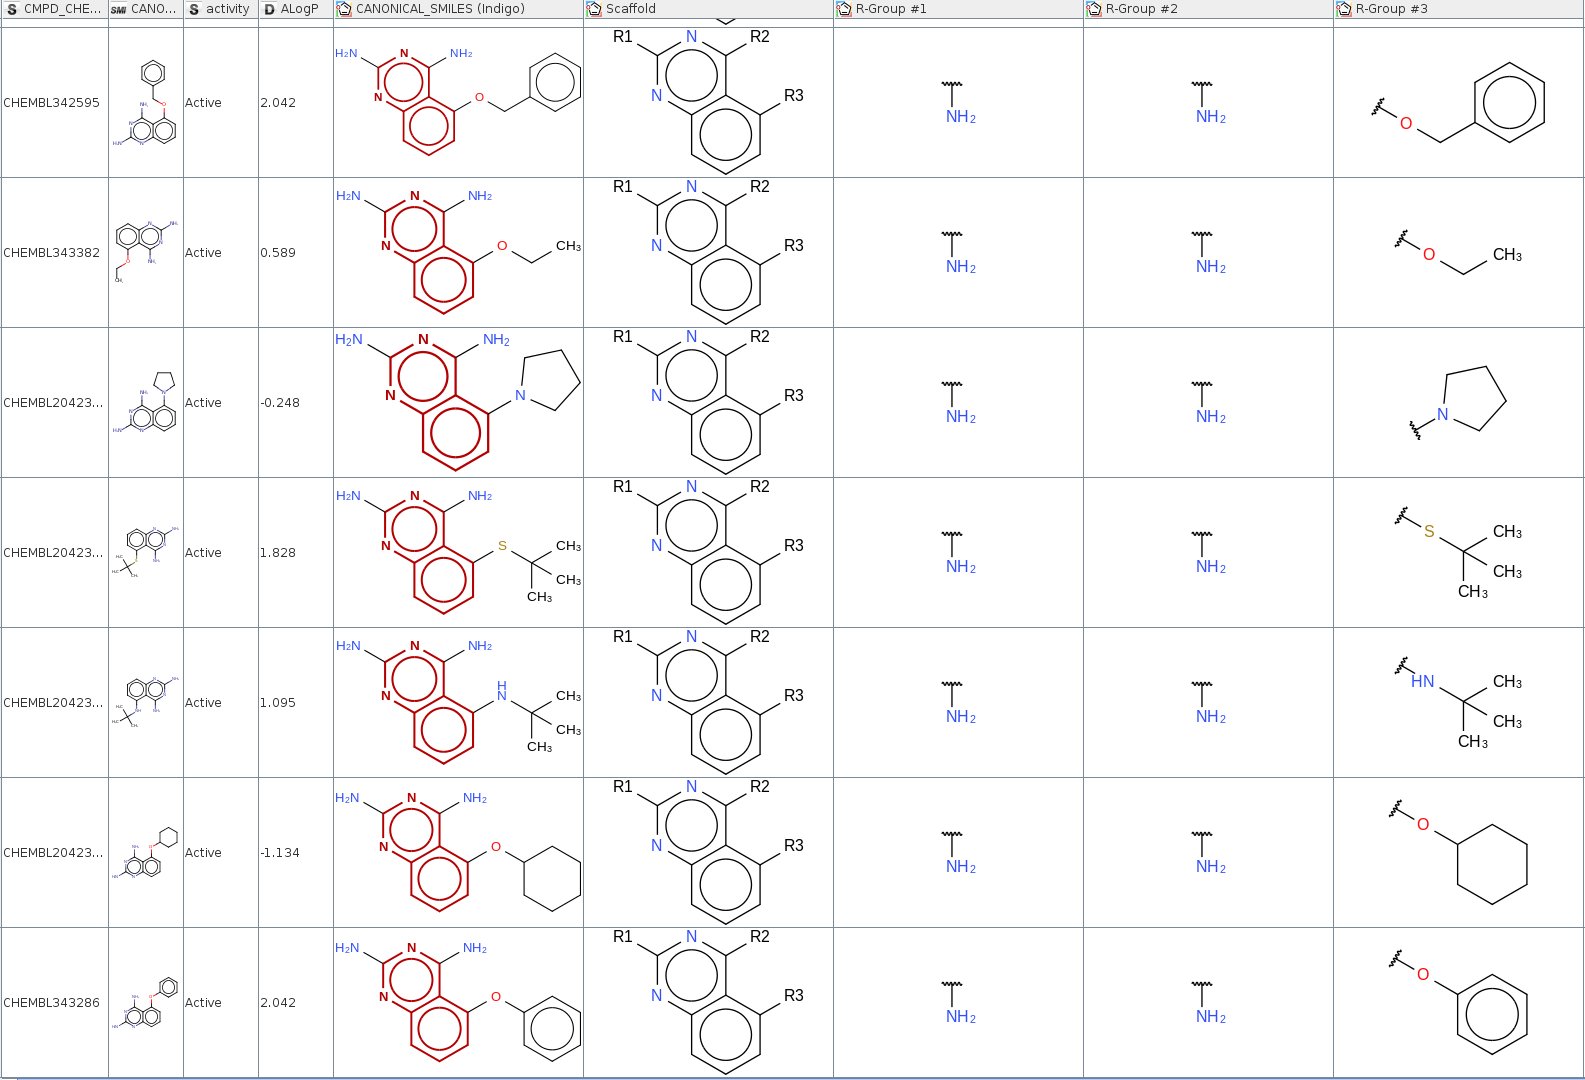 S CMPD_CHE... SMI CANO... S activity D ALogP CANONICAL_SMILES (Indigo) Scaffold R-Group #1 R-Group #2 R-Group #3
CHEMBL342595 Active 2.042 H₂N N NH₂ N O R1 N R2 N R3 NH₂ NH₂ O
CHEMBL343382 Active 0.589 H₂N N NH₂ N O CH₃ R1 N R2 N R3 NH₂ NH₂ O CH₃
CHEMBL20423... Active -0.248 H₂N N NH₂ N N R1 N R2 N R3 NH₂ NH₂ N
CHEMBL20423... Active 1.828 H₂N N NH₂ N S CH₃ CH₃ CH₃ R1 N R2 N R3 NH₂ NH₂ S CH₃ CH₃ CH₃
CHEMBL20423... Active 1.095 H₂N N NH₂ N H N CH₃ CH₃ CH₃ R1 N R2 N R3 NH₂ NH₂ HN CH₃ CH₃ CH₃
CHEMBL20423... Active -1.134 H₂N N NH₂ N O R1 N R2 N R3 NH₂ NH₂ O
CHEMBL343286 Active 2.042 H₂N N NH₂ N O R1 N R2 N R3 NH₂ NH₂ O